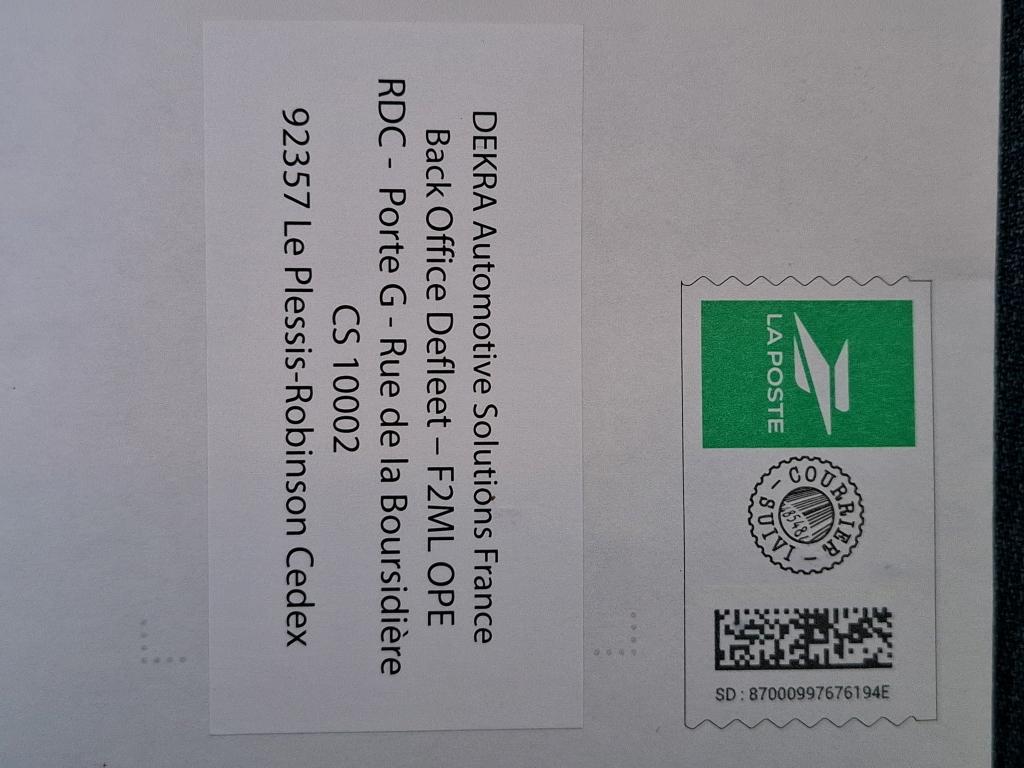 DEKRA Automotive Solutions France
Back Office Defleet – F2ML OPE
RDC - Porte G - Rue de la Boursidière
CS 10002
92357 Le Plessis-Robinson Cedex
LA POSTE
COURRIER - SUIVI -
SD : 87000997676194E